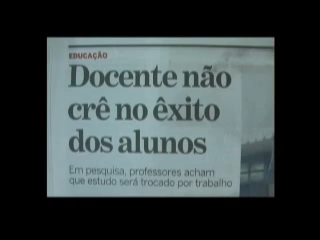 EDUCAÇÃO
Docente não
crê no êxito
dos alunos
Em pesquisa, professores acham
que estudo será trocado por trabalho